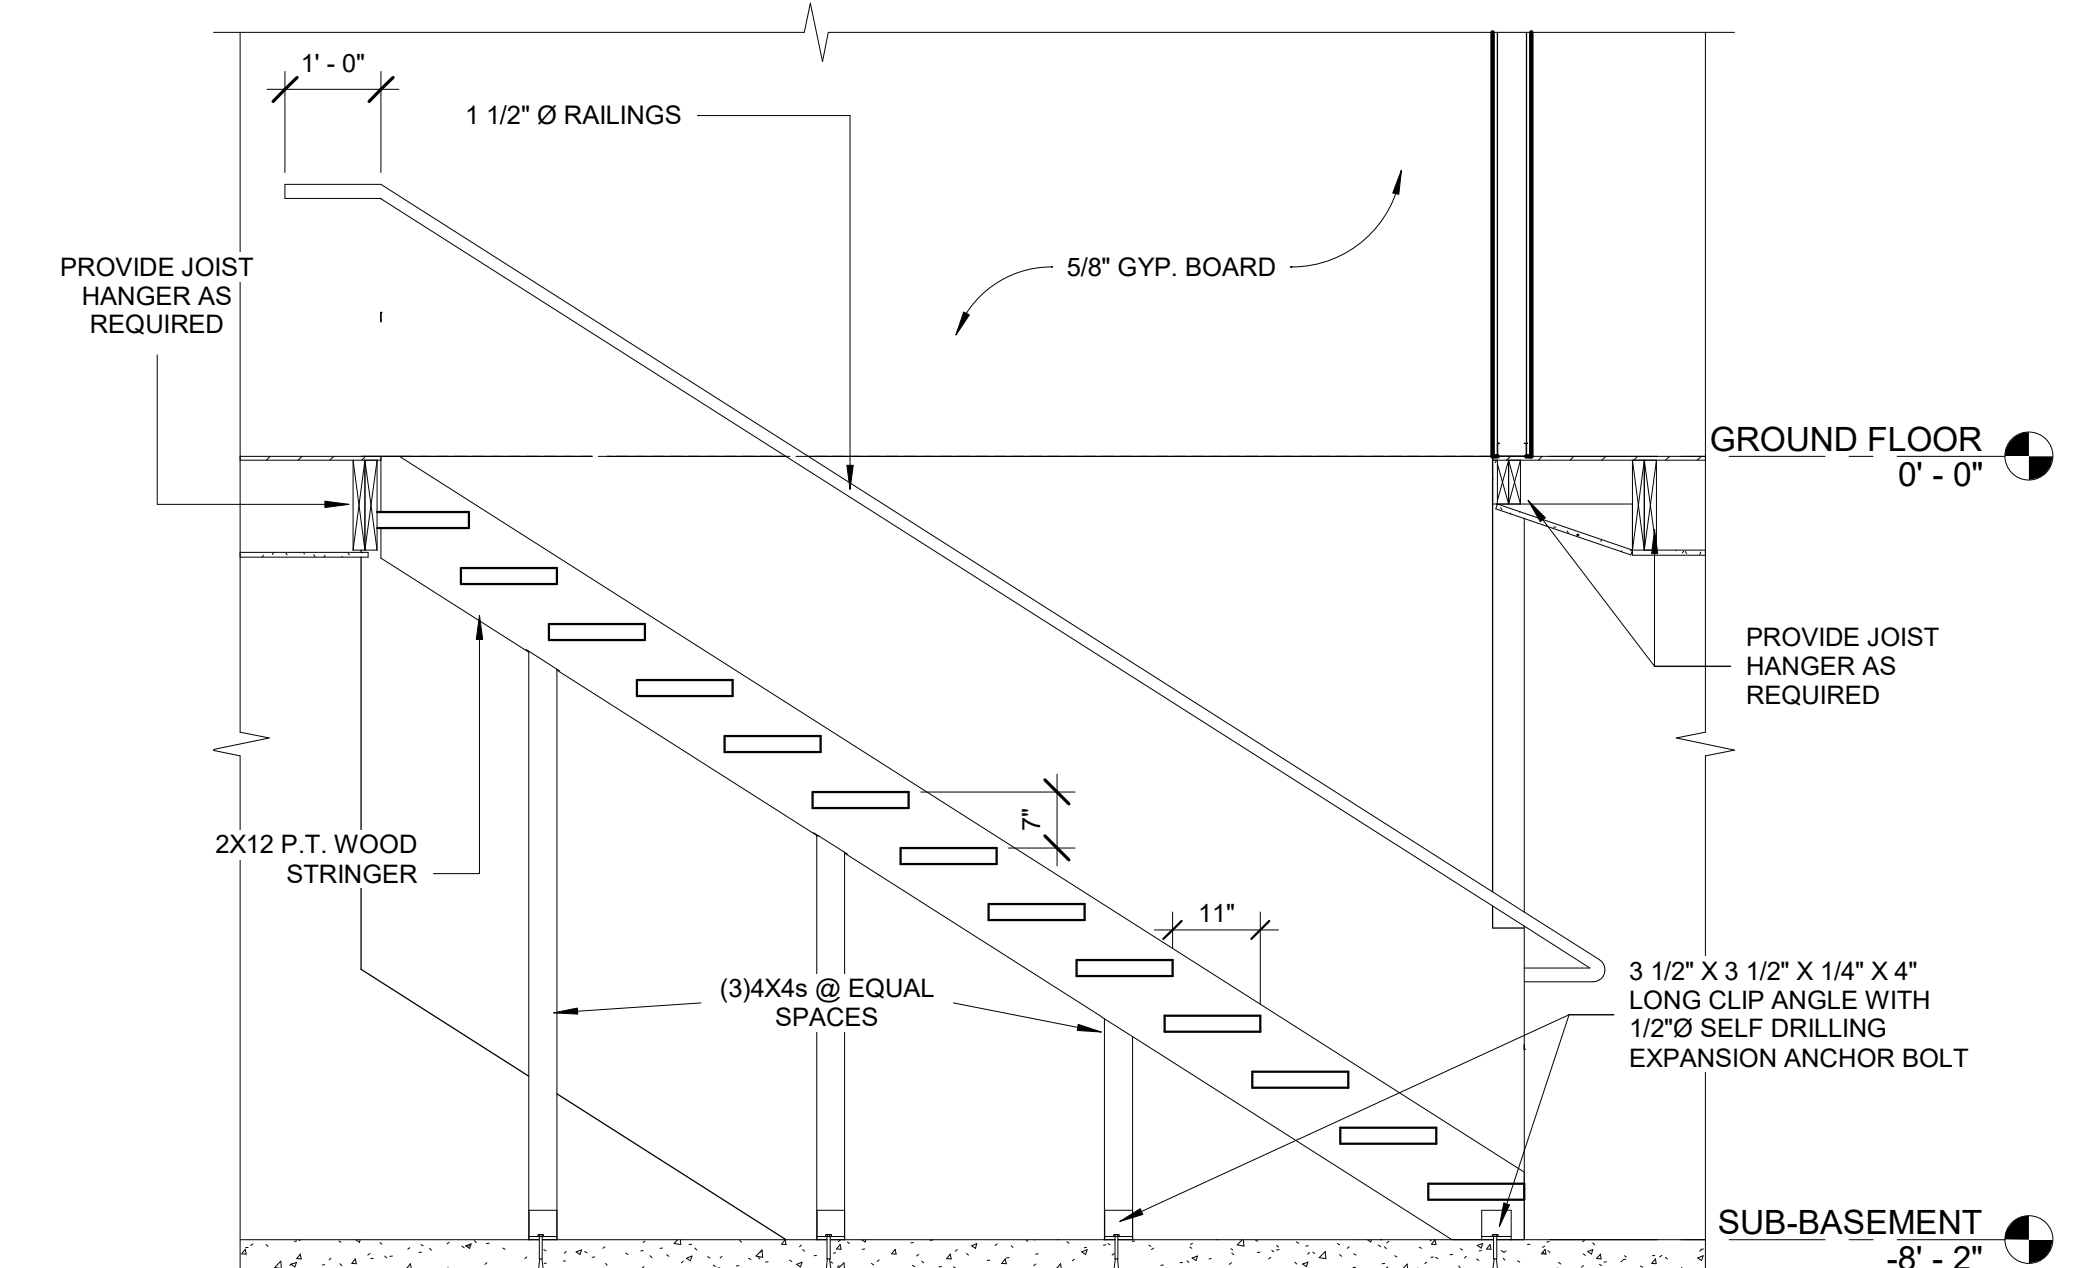 1' - 0"
1 1/2" Ø RAILINGS
PROVIDE JOIST
HANGER AS
REQUIRED
5/8" GYP. BOARD
GROUND FLOOR
0' - 0"
PROVIDE JOIST
HANGER AS
REQUIRED
7"
2X12 P.T. WOOD
STRINGER
11"
(3)4X4s @ EQUAL
SPACES
3 1/2" X 3 1/2" X 1/4" X 4"
LONG CLIP ANGLE WITH
1/2"Ø SELF DRILLING
EXPANSION ANCHOR BOLT
SUB-BASEMENT
-8' - 2"